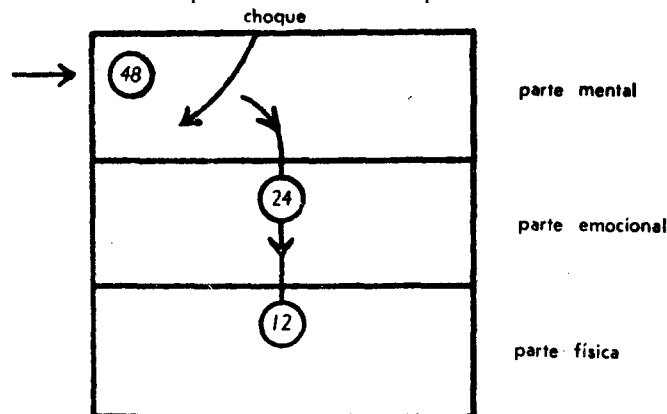 choque
48
parte mental
24
parte emocional
12
parte física